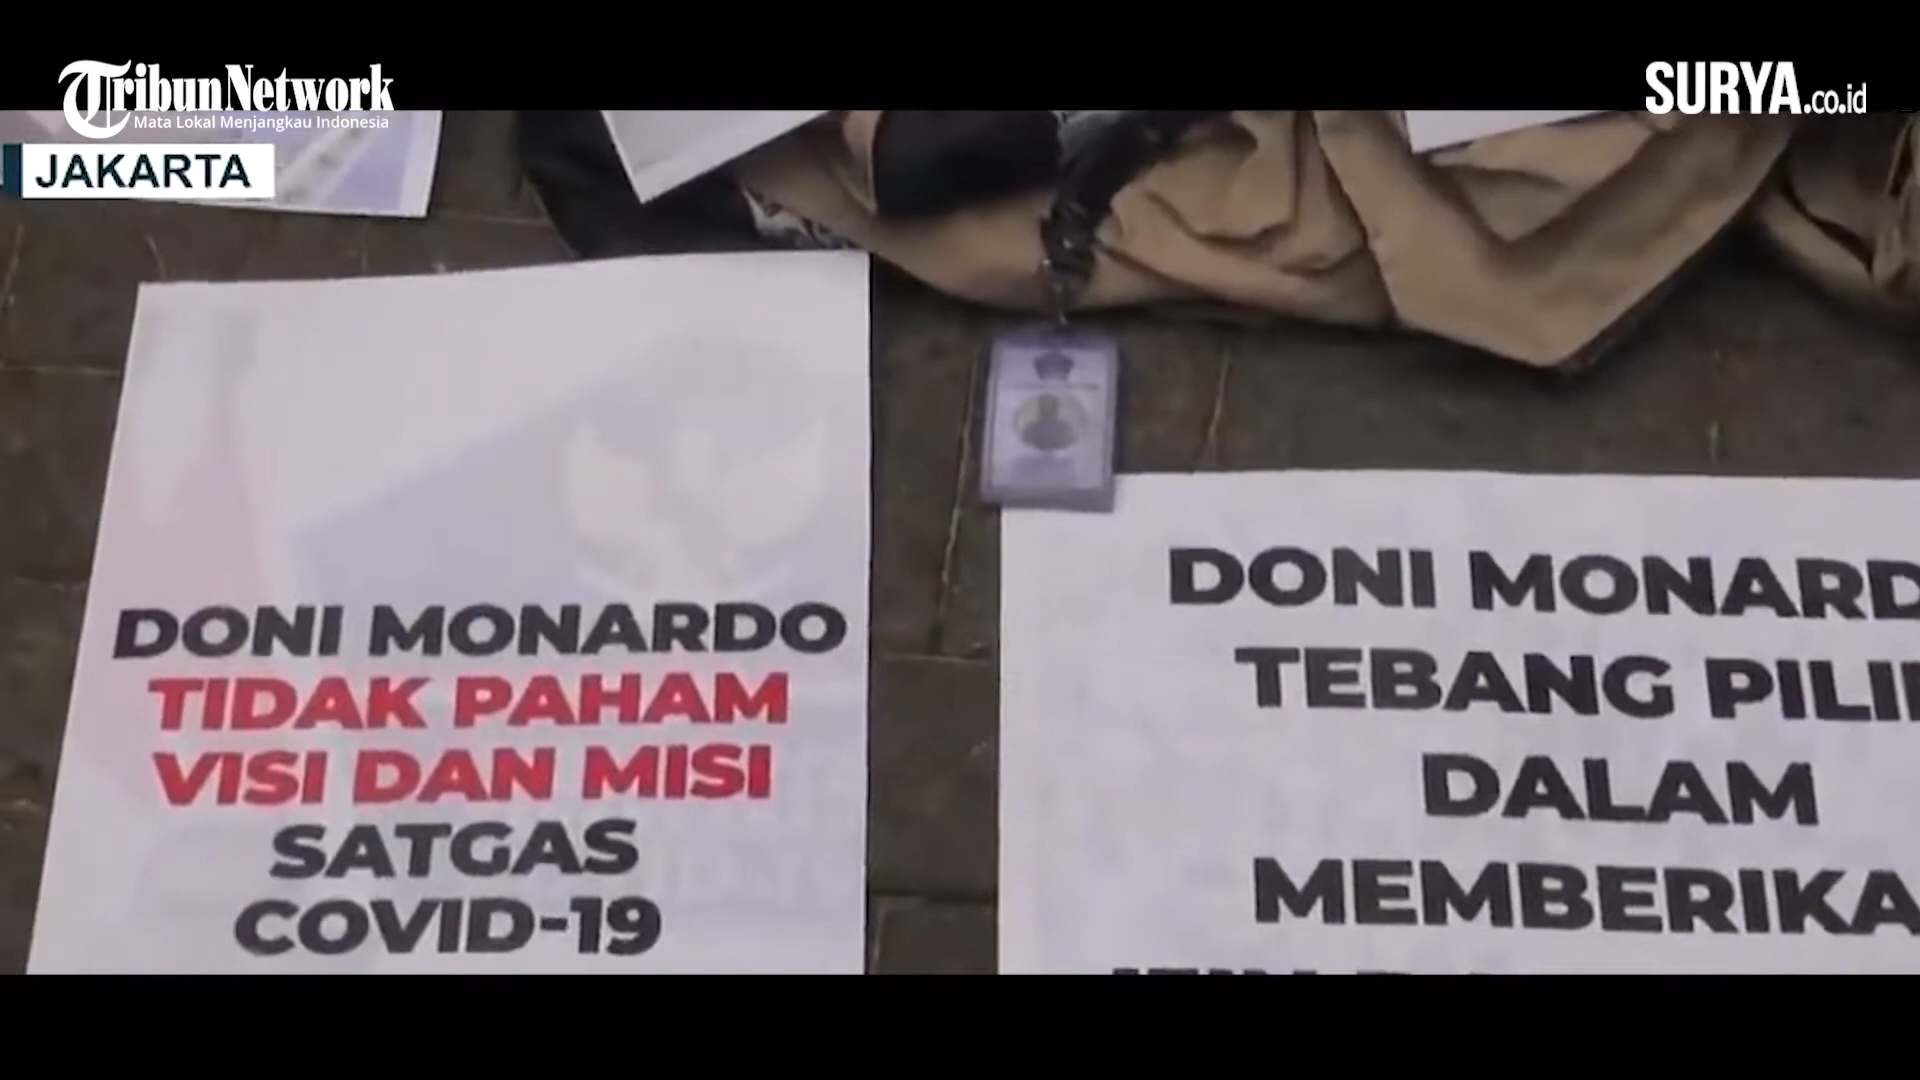 TribunNetwork
Mata Lokal Menjangkau Indonesia
SURYA.co.id
JAKARTA
DONI MONARDO
TIDAK PAHAM
VISI DAN MISI
SATGAS
COVID-19
DONI MONARD
TEBANG PILI
DALAM
MEMBERIKA